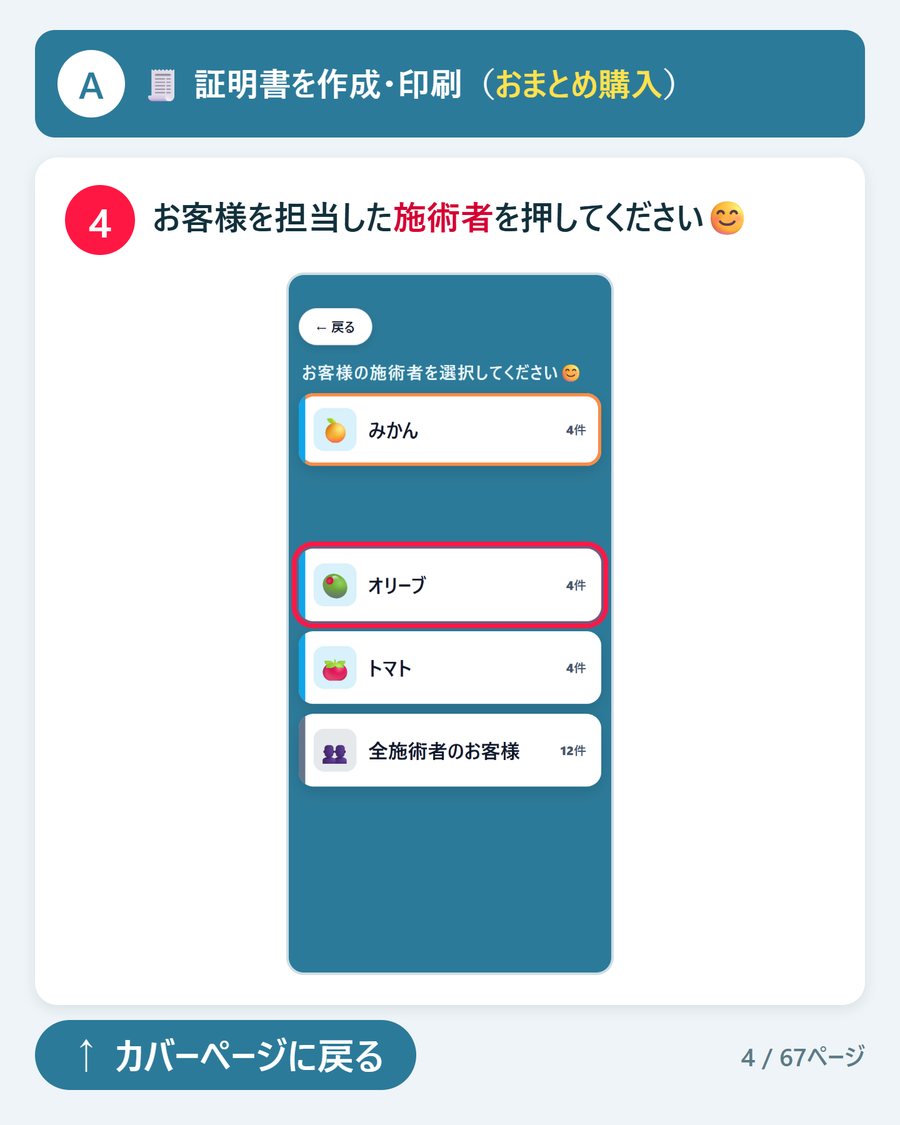 A 🧾 証明書を作成・印刷（おまとめ購入）
4 お客様を担当した施術者を押してください😊
← 戻る
お客様の施術者を選択してください😊
みかん 4件
オリーブ 4件
トマト 4件
全施術者のお客様 12件
↑ カバーページに戻る
4 / 67ページ